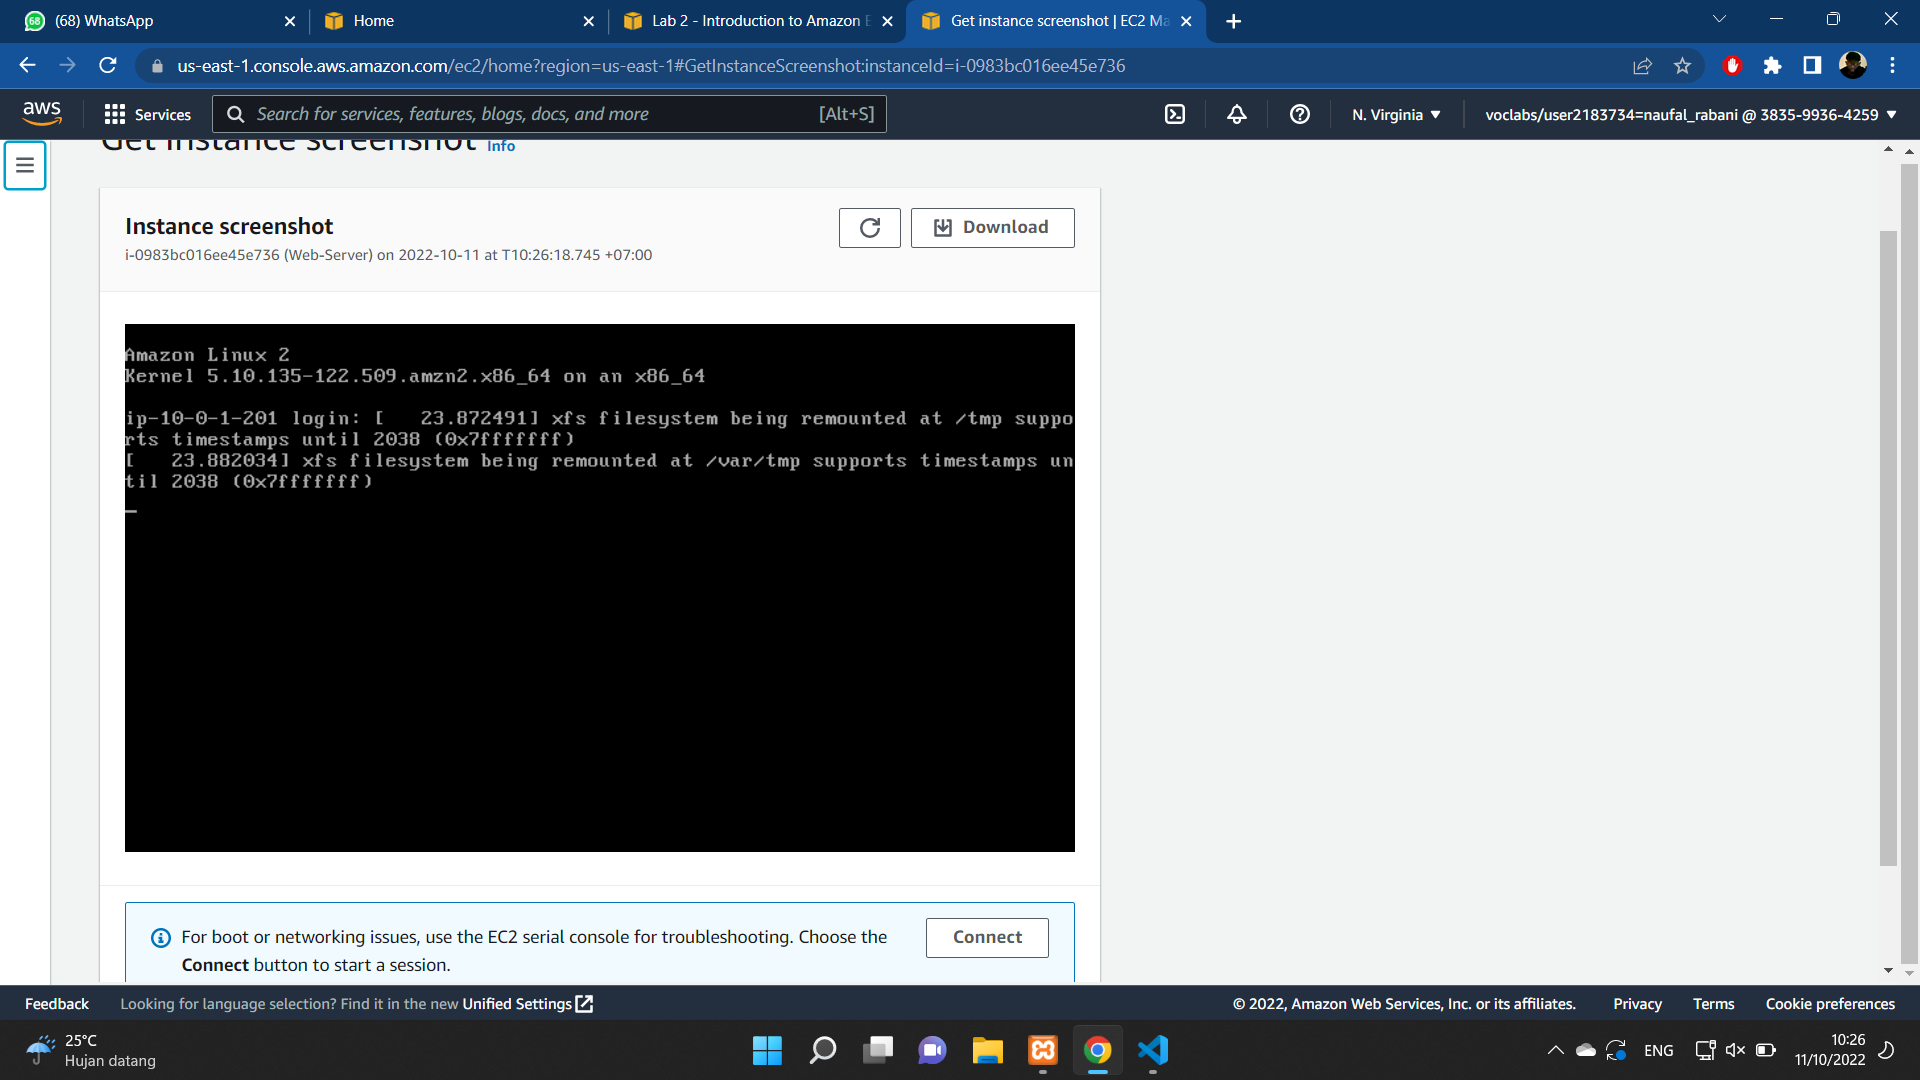 (68) WhatsApp
Home
Lab 2 - Introduction to Amazon E
Get instance screenshot | EC2 Ma
us-east-1.console.aws.amazon.com/ec2/home?region=us-east-1#GetInstanceScreenshot:instanceId=i-0983bc016ee45e736
aws
Services
Search for services, features, blogs, docs, and more
[Alt+S]
N. Virginia
voclabs/user2183734=naufal_rabani @ 3835-9936-4259
Get instance screenshot Info
Instance screenshot
i-0983bc016ee45e736 (Web-Server) on 2022-10-11 at T10:26:18.745 +07:00
Download
Amazon Linux 2
Kernel 5.10.135-122.509.amzn2.x86_64 on an x86_64
ip-10-0-1-201 login: [   23.872491] xfs filesystem being remounted at /tmp suppo
rts timestamps until 2038 (0x7fffffff)
[   23.882034] xfs filesystem being remounted at /var/tmp supports timestamps un
til 2038 (0x7fffffff)
_
For boot or networking issues, use the EC2 serial console for troubleshooting. Choose the
Connect button to start a session.
Connect
Feedback
Looking for language selection? Find it in the new Unified Settings
© 2022, Amazon Web Services, Inc. or its affiliates.
Privacy
Terms
Cookie preferences
25°C
Hujan datang
ENG
10:26
11/10/2022